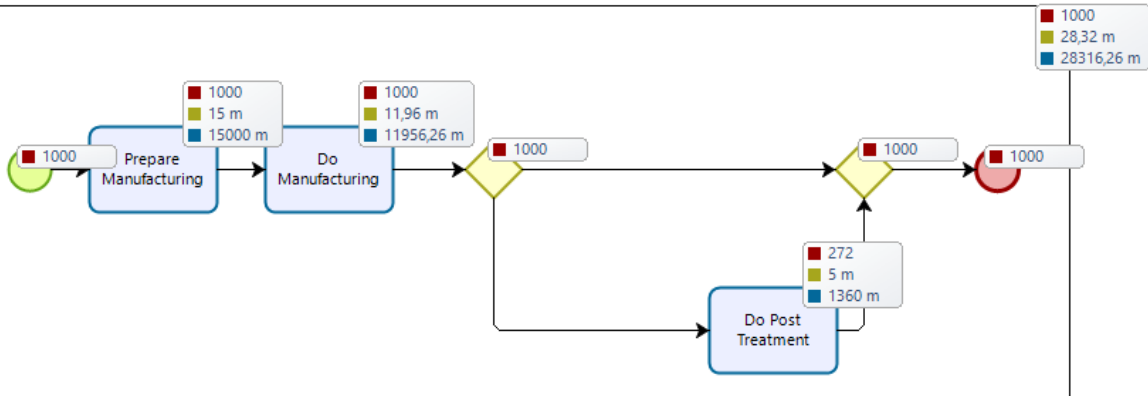 1000
28,32 m
28316,26 m
1000
15 m
15000 m
1000
11,96 m
11956,26 m
1000
Prepare
Manufacturing
Do
Manufacturing
1000
1000
1000
272
5 m
1360 m
Do Post
Treatment